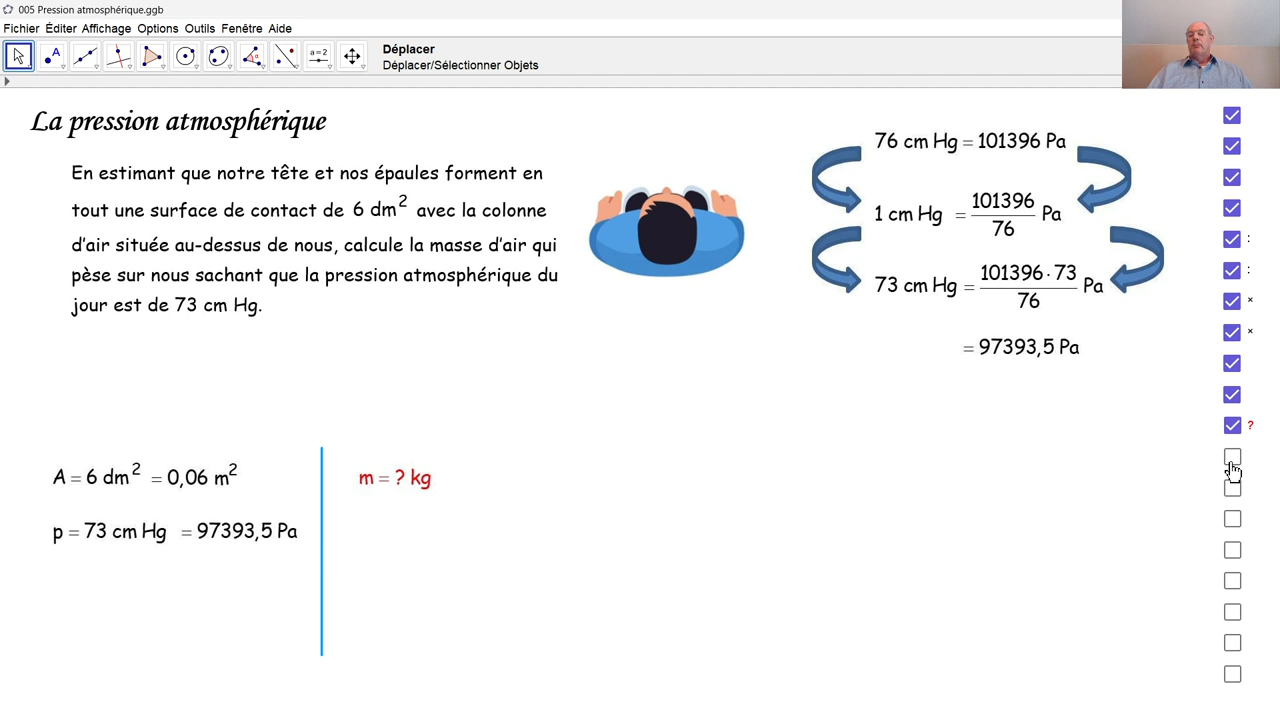 005 Pression atmosphérique.ggb
Fichier Éditer Affichage Options Outils Fenêtre Aide
A
a=2
Déplacer
Déplacer/Sélectionner Objets
La pression atmosphérique
En estimant que notre tête et nos épaules forment en
tout une surface de contact de 6 dm² avec la colonne
d'air située au-dessus de nous, calcule la masse d'air qui
pèse sur nous sachant que la pression atmosphérique du
jour est de 73 cm Hg.
76 cm Hg = 101396 Pa
1 cm Hg = 101396/76 Pa
73 cm Hg = 101396·73/76 Pa
= 97393,5 Pa
:
:
×
×
?
A = 6 dm² = 0,06 m²
p = 73 cm Hg = 97393,5 Pa
m = ? kg